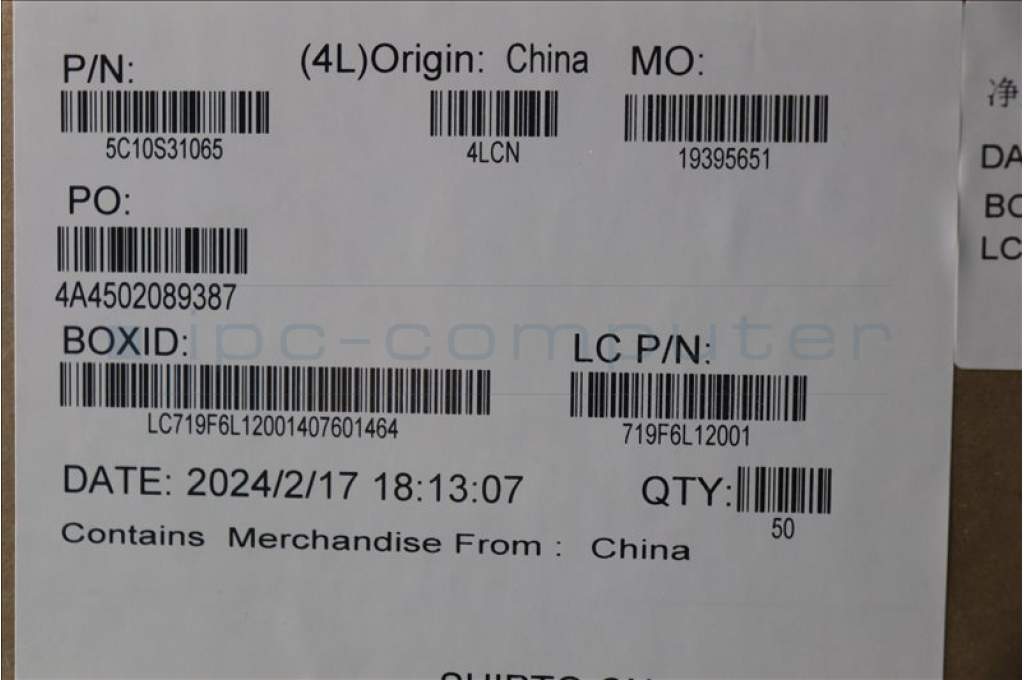 P/N: (4L)Origin: China MO:
5C10S31065 4LCN 19395651
PO:
4A4502089387
ipc-computer
BOXID: LC P/N:
LC719F6L12001407601464 719F6L12001
DATE: 2024/2/17 18:13:07 QTY:
50
Contains Merchandise From : China
净
DA
BC
LC